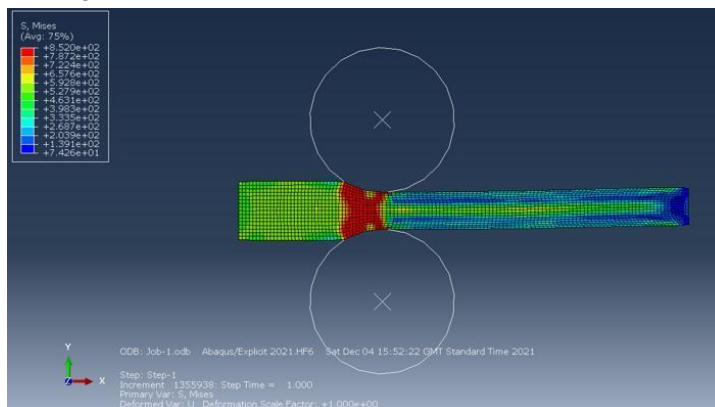 S, Mises
(Avg: 75%)
+8.520e+02
+7.872e+02
+7.224e+02
+6.576e+02
+5.928e+02
+5.279e+02
+4.631e+02
+3.983e+02
+3.335e+02
+2.687e+02
+2.039e+02
+1.391e+02
+7.426e+01
Y
Z X
ODB: Job-1.odb Abaqus/Explicit 2021.HF6 Sat Dec 04 15:52:22 GMT Standard Time 2021
Step: Step-1
Increment 1355938: Step Time = 1.000
Primary Var: S, Mises
Deformed Var: U Deformation Scale Factor: +1.000e+00